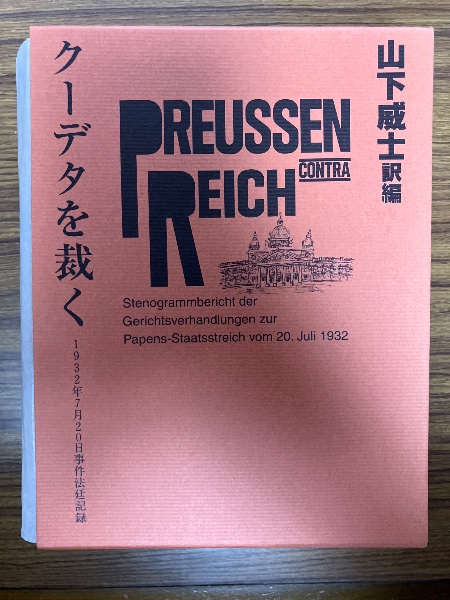 山下威士訳編
PREUSSEN
CONTRA
REICH
Stenogrammbericht der
Gerichtsverhandlungen zur
Papens-Staatsstreich vom 20. Juli 1932
クーデタを裁く
1932年7月20日事件法廷記録